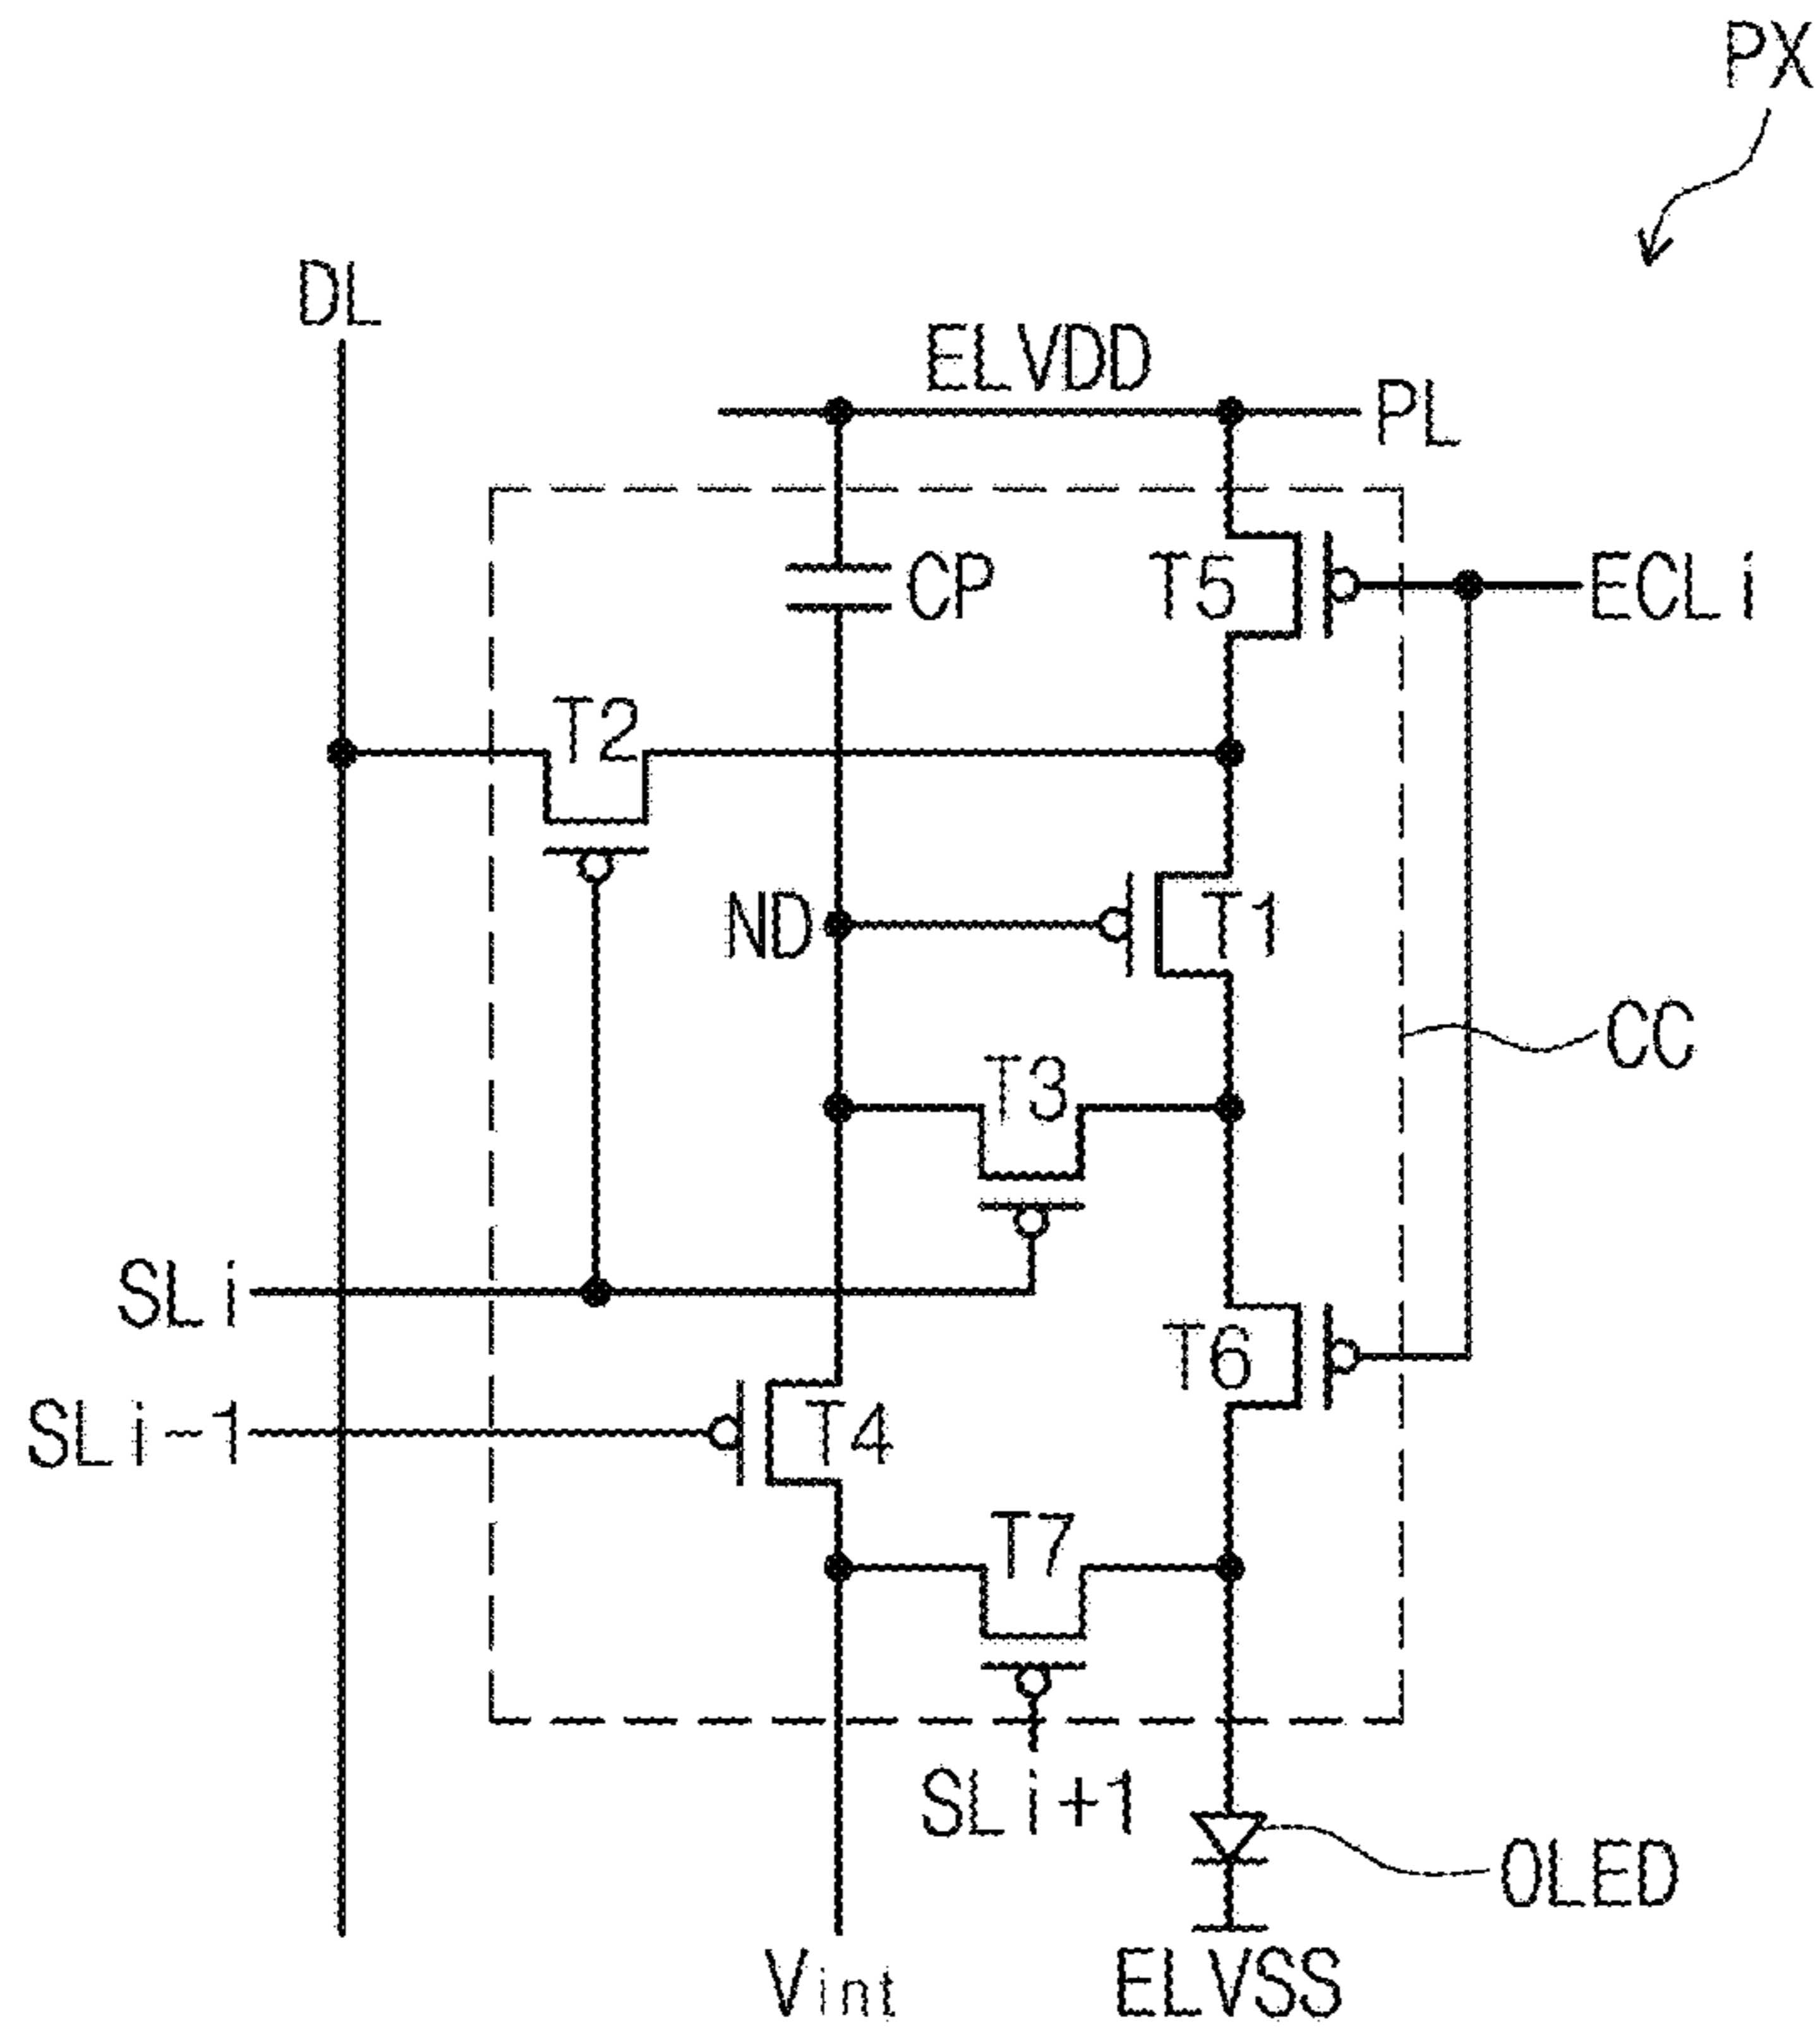 PX
DL
ELVDD
PL
CP
T5
ECLi
T2
ND
T1
CC
T3
SLi
T6
SLi-1
T4
T7
SLi+1
OLED
Vint
ELVSS